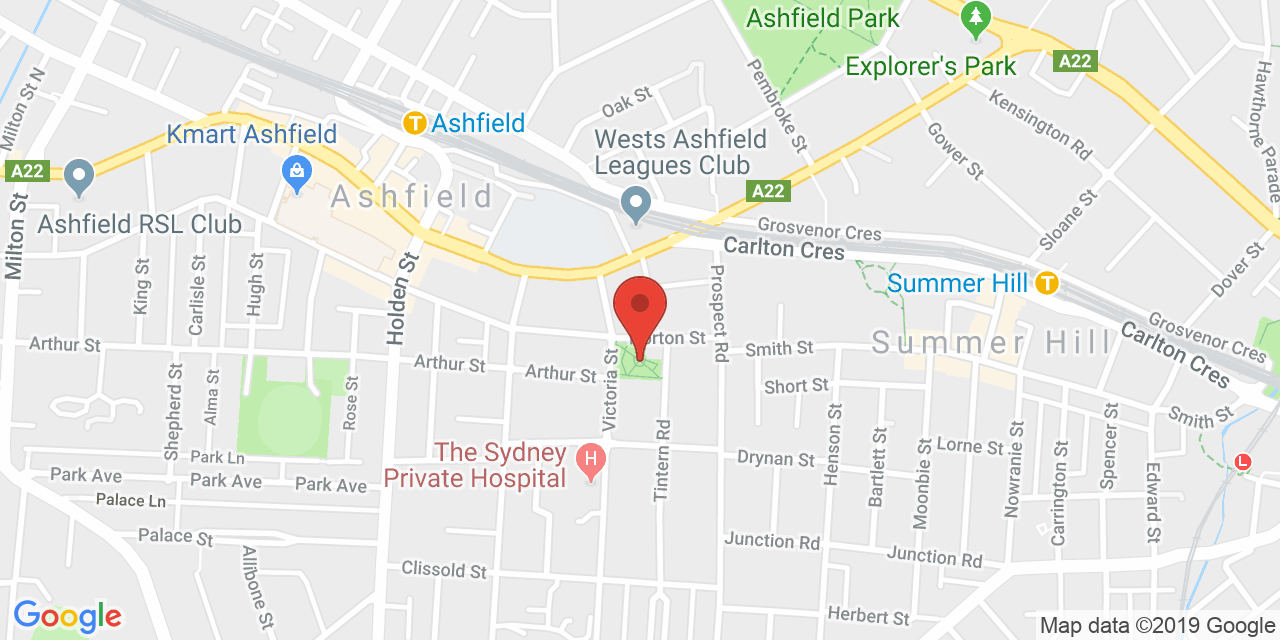 Ashfield Park
Explorer's Park
A22
Milton St N
Oak St
Pembroke St
Kensington Rd
Hawthorne Parade
Kmart Ashfield
Ashfield
Wests Ashfield
Leagues Club
Gower St
A22
A22
Ashfield
Ashfield RSL Club
Sloane St
Milton St
Grosvenor Cres
Carlton Cres
Dover St
King St
Carlisle St
Hugh St
Holden St
Prospect Rd
Summer Hill
Grosvenor Cres
Carlton Cres
Arthur St
Arthur St
Arthur St
Victoria St
Smith St
Summer Hill
Shepherd St
Alma St
Rose St
Short St
Smith St
Tintern Rd
Henson St
Bartlett St
Moonbie St
Lorne St
Nowranie St
Carrington St
Spencer St
Edward St
The Sydney
Private Hospital
H
Drynan St
L
Park Ln
Park Ave
Park Ave
Palace Ln
Palace St
Allibone St
Clissold St
Junction Rd
Junction Rd
Herbert St
Google
Map data ©2019 Google